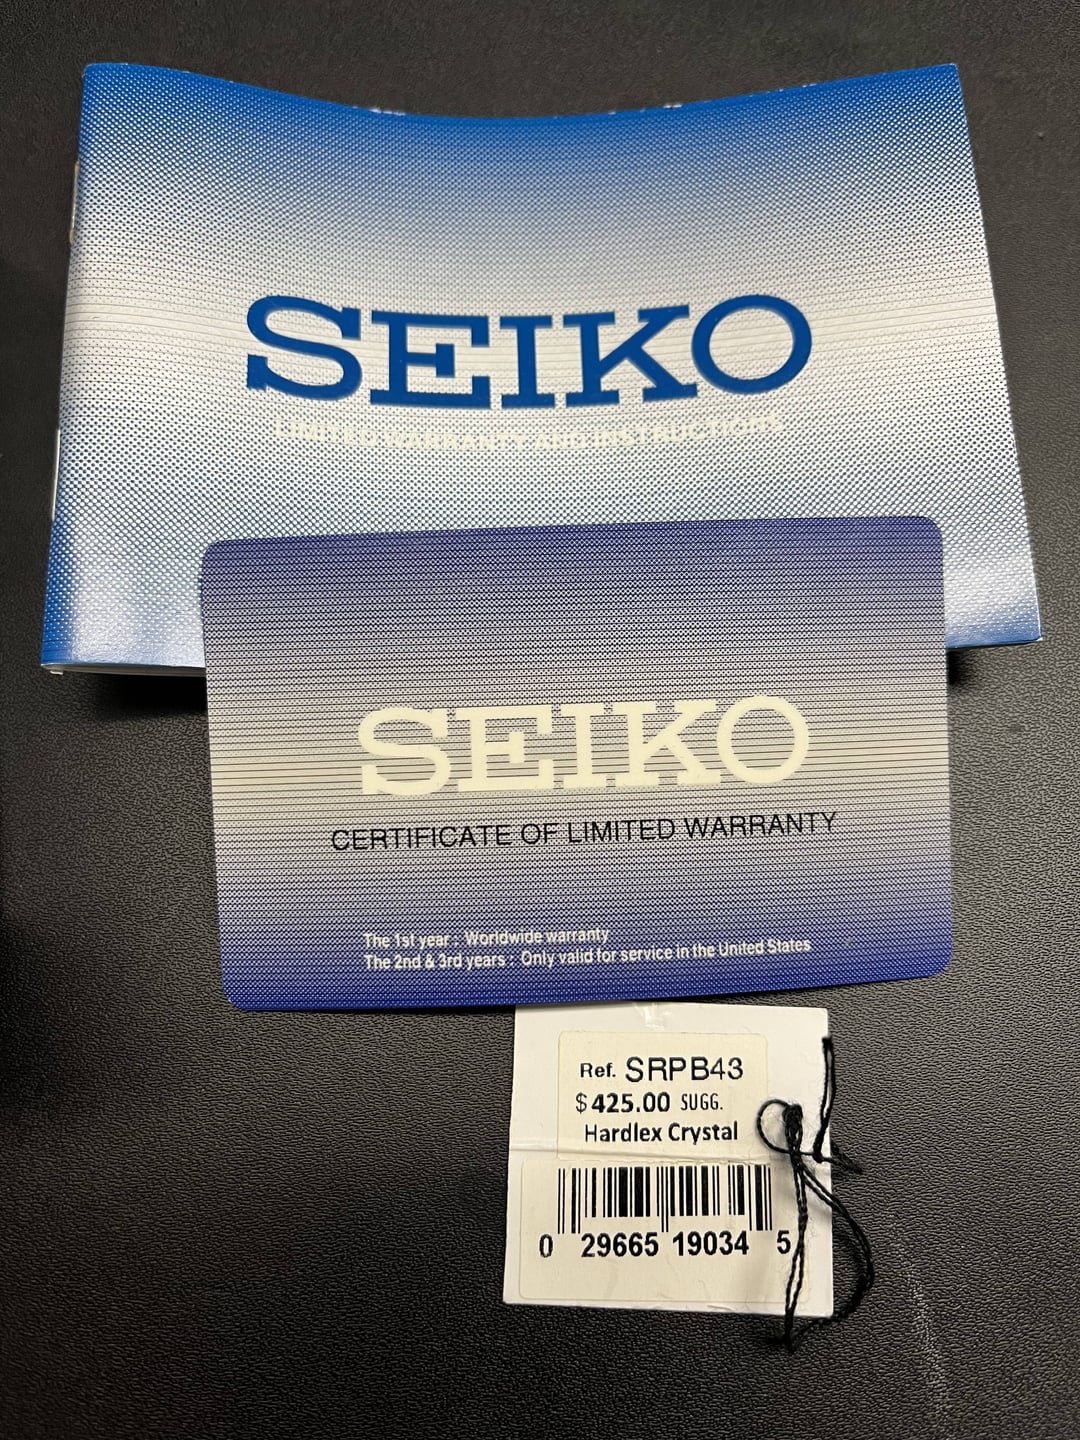 SEIKO
LIMITED WARRANTY AND INSTRUCTIONS
SEIKO
CERTIFICATE OF LIMITED WARRANTY
The 1st year : Worldwide warranty
The 2nd & 3rd years : Only valid for service in the United States
Ref. SRPB43
$425.00 SUGG.
Hardlex Crystal
0 29665 19034 5